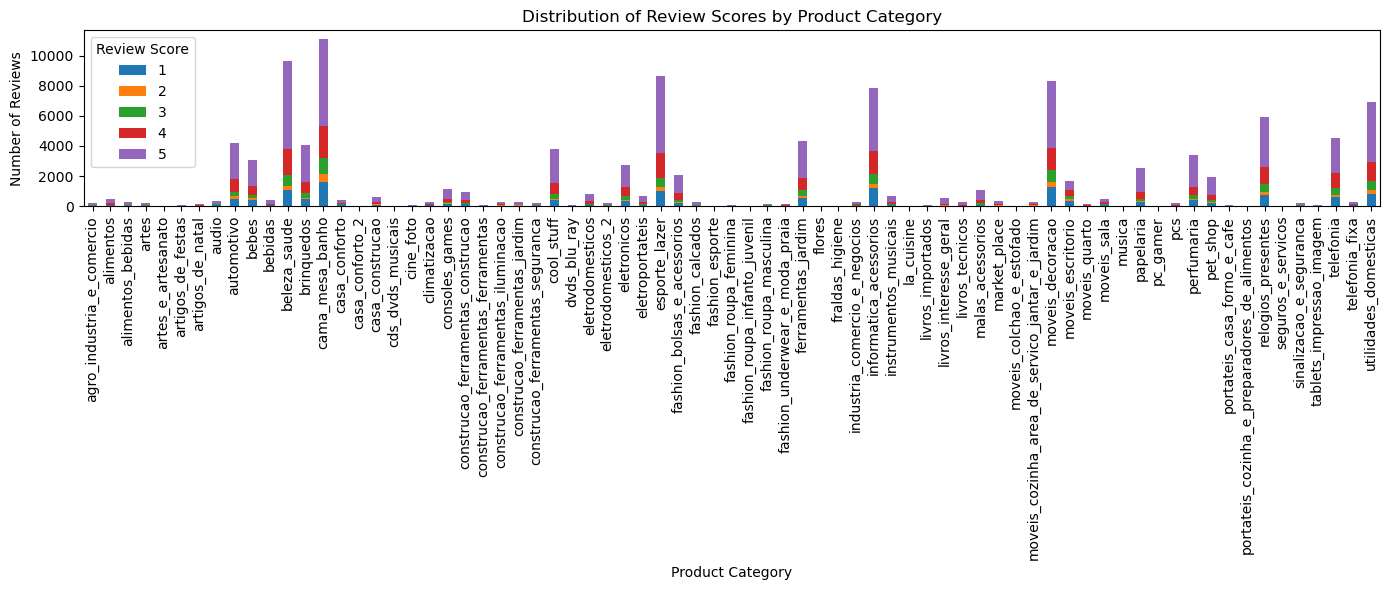 Distribution of Review Scores by Product Category
Number of Reviews
10000
8000
6000
4000
2000
0
Review Score
1
2
3
4
5
agro_industria_e_comercio
alimentos
alimentos_bebidas
artes
artes_e_artesanato
artigos_de_festas
artigos_de_natal
audio
automotivo
bebes
bebidas
beleza_saude
brinquedos
cama_mesa_banho
casa_conforto
casa_conforto_2
casa_construcao
cds_dvds_musicais
cine_foto
climatizacao
consoles_games
construcao_ferramentas_construcao
construcao_ferramentas_ferramentas
construcao_ferramentas_iluminacao
construcao_ferramentas_jardim
construcao_ferramentas_seguranca
cool_stuff
dvds_blu_ray
eletrodomesticos
eletrodomesticos_2
eletronicos
eletroportateis
esporte_lazer
fashion_bolsas_e_acessorios
fashion_calcados
fashion_esporte
fashion_roupa_feminina
fashion_roupa_infanto_juvenil
fashion_roupa_masculina
fashion_underwear_e_moda_praia
ferramentas_jardim
flores
fraldas_higiene
industria_comercio_e_negocios
informatica_acessorios
instrumentos_musicais
la_cuisine
livros_importados
livros_interesse_geral
livros_tecnicos
malas_acessorios
market_place
moveis_colchao_e_estofado
moveis_cozinha_area_de_servico_jantar_e_jardim
moveis_decoracao
moveis_escritorio
moveis_quarto
moveis_sala
musica
papelaria
pc_gamer
pcs
perfumaria
pet_shop
portateis_casa_forno_e_cafe
portateis_cozinha_e_preparadores_de_alimentos
relogios_presentes
seguros_e_servicos
sinalizacao_e_seguranca
tablets_impressao_imagem
telefonia
telefonia_fixa
utilidades_domesticas
Product Category